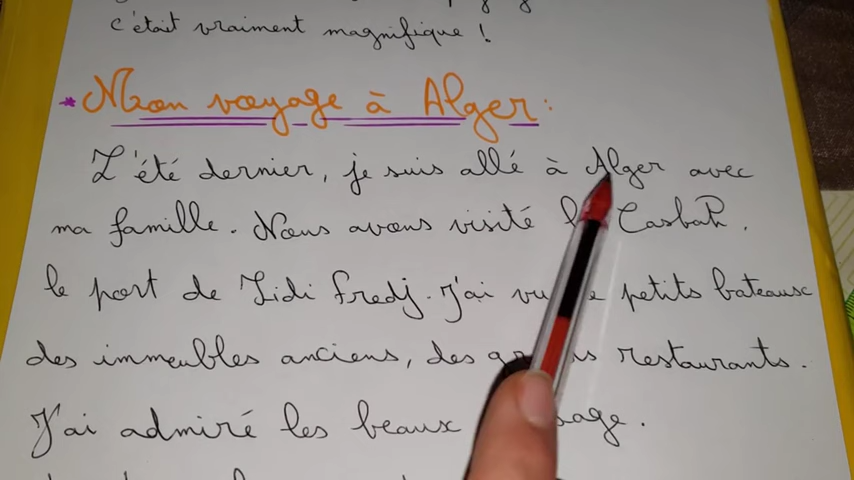 c'était vraiment magnifique !
* Mon voyage à Alger :
L'été dernier, je suis allé à Alger avec
ma famille. Nous avons visité Casbah,
le port de Sidi Fredj. J'ai vu petits bateaux
des immeubles anciens, des restaurants.
J'ai admiré les beaux